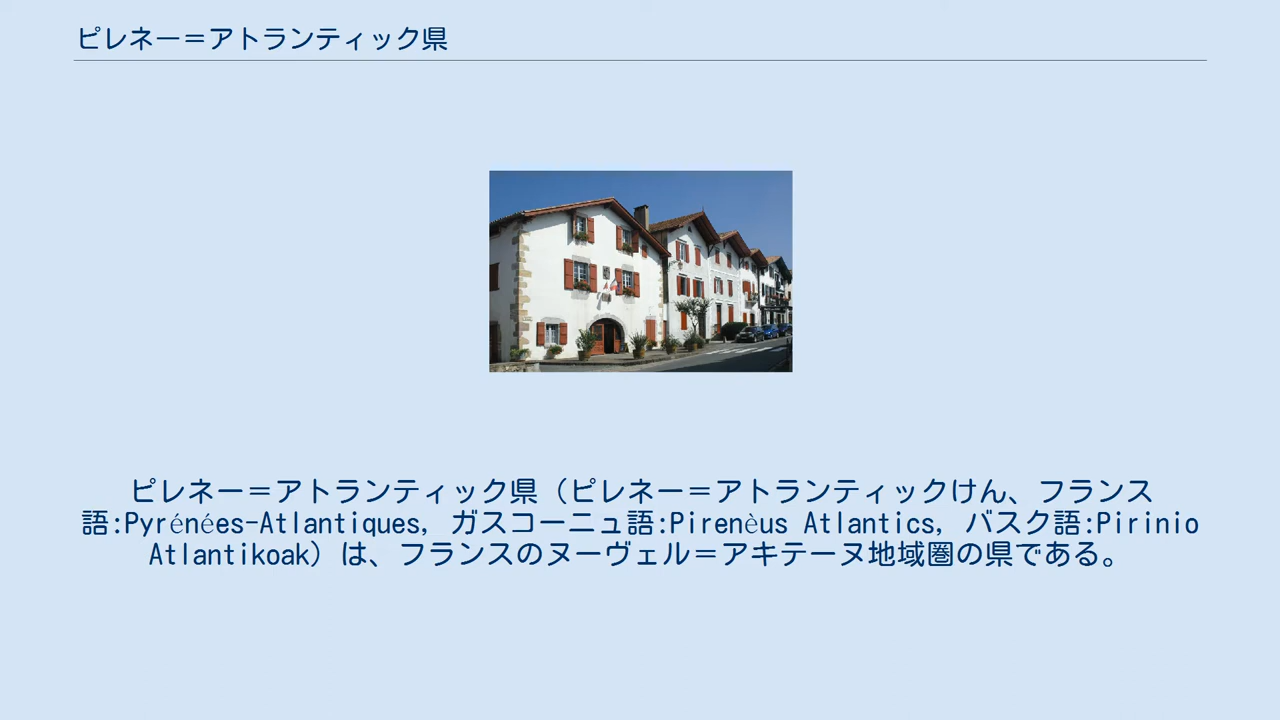 ピレネー＝アトランティック県
ピレネー＝アトランティック県（ピレネー＝アトランティックけん、フランス
語:Pyrénées-Atlantiques, ガスコーニュ語:Pirenèus Atlantics, バスク語:Pirinio
Atlantikoak）は、フランスのヌーヴェル＝アキテーヌ地域圏の県である。